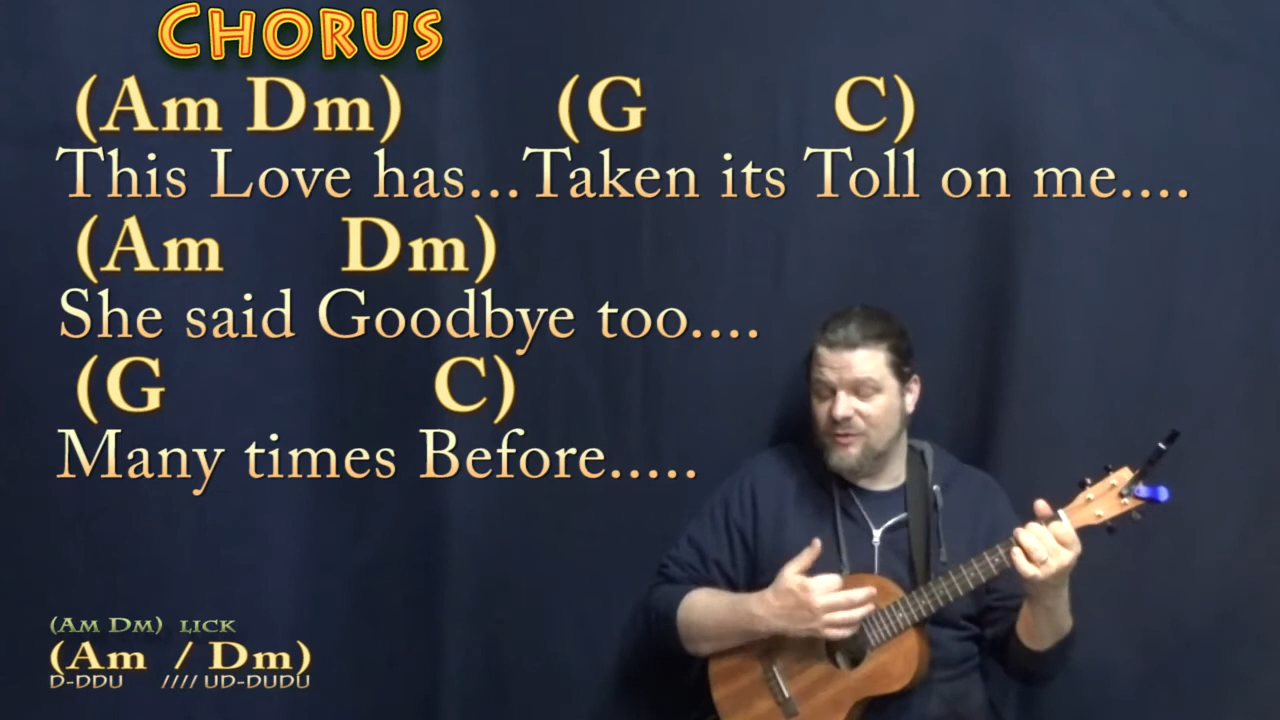 CHORUS
(Am Dm) (G C)
This Love has...Taken its Toll on me....
(Am Dm)
She said Goodbye too....
(G C)
Many times Before.....
(AM DM) LICK
(Am / Dm)
D-DDU //// UD-DUDU